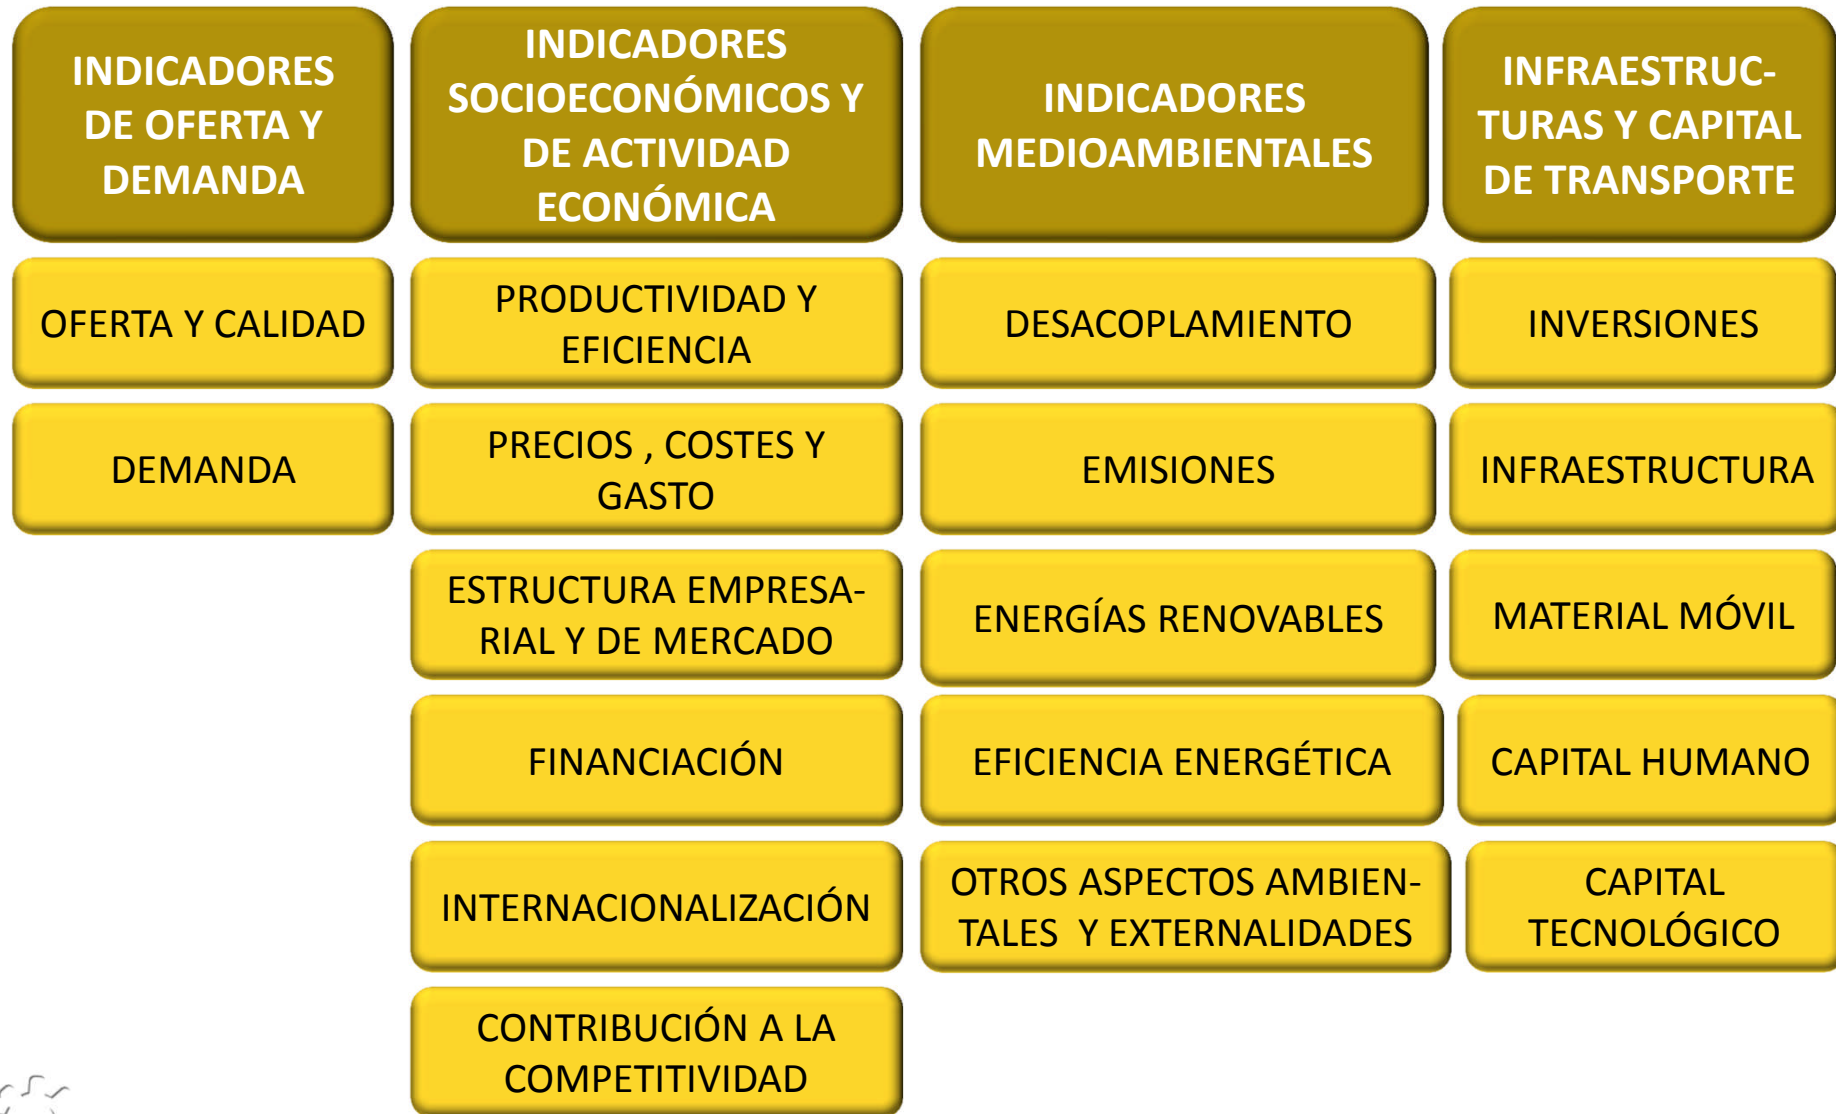 INDICADORES
DE OFERTA Y
DEMANDA
OFERTA Y CALIDAD
DEMANDA
INDICADORES
SOCIOECONÓMICOS Y
DE ACTIVIDAD
ECONÓMICA
PRODUCTIVIDAD Y
EFICIENCIA
PRECIOS , COSTES Y
GASTO
ESTRUCTURA EMPRESA-
RIAL Y DE MERCADO
FINANCIACIÓN
INTERNACIONALIZACIÓN
CONTRIBUCIÓN A LA
COMPETITIVIDAD
INDICADORES
MEDIOAMBIENTALES
DESACOPLAMIENTO
EMISIONES
ENERGÍAS RENOVABLES
EFICIENCIA ENERGÉTICA
OTROS ASPECTOS AMBIEN-
TALES Y EXTERNALIDADES
INFRAESTRUC-
TURAS Y CAPITAL
DE TRANSPORTE
INVERSIONES
INFRAESTRUCTURA
MATERIAL MÓVIL
CAPITAL HUMANO
CAPITAL
TECNOLÓGICO